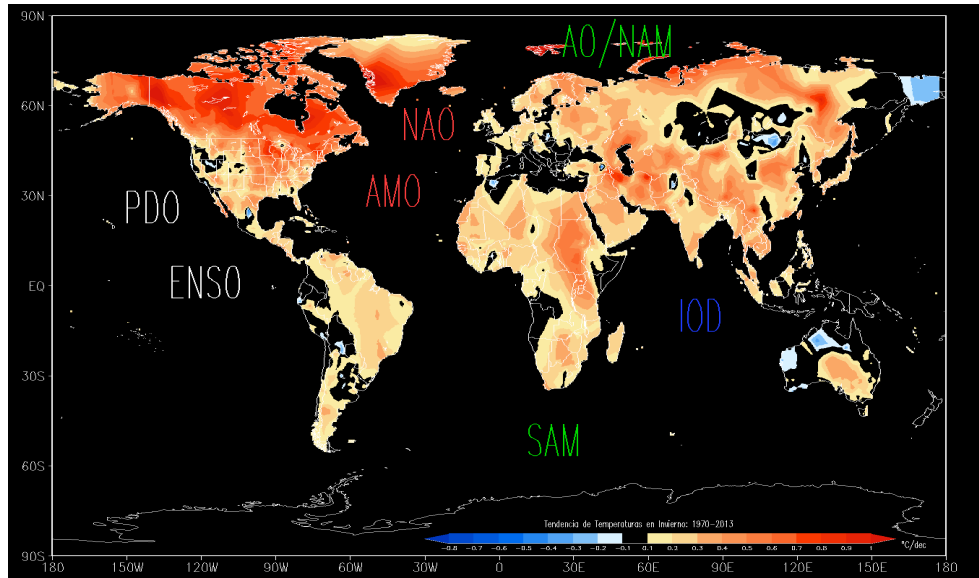 90N
AO/NAM
60N
NAO
AMO
30N
PDO
ENSO
EQ
IOD
30S
SAM
60S
Tendencia de Temperaturas en Invierno: 1970-2013
°C/dec
-0.8 -0.7 -0.6 -0.5 -0.4 -0.3 -0.2 -0.1 0.1 0.2 0.3 0.4 0.5 0.6 0.7 0.8 0.9 1
90S
180 150W 120W 90W 60W 30W 0 30E 60E 90E 120E 150E 180